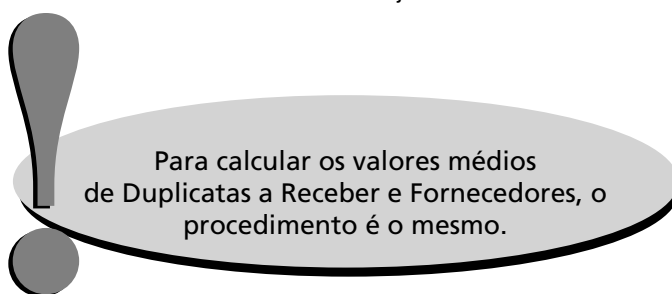 Para calcular os valores médios
de Duplicatas a Receber e Fornecedores, o
procedimento é o mesmo.